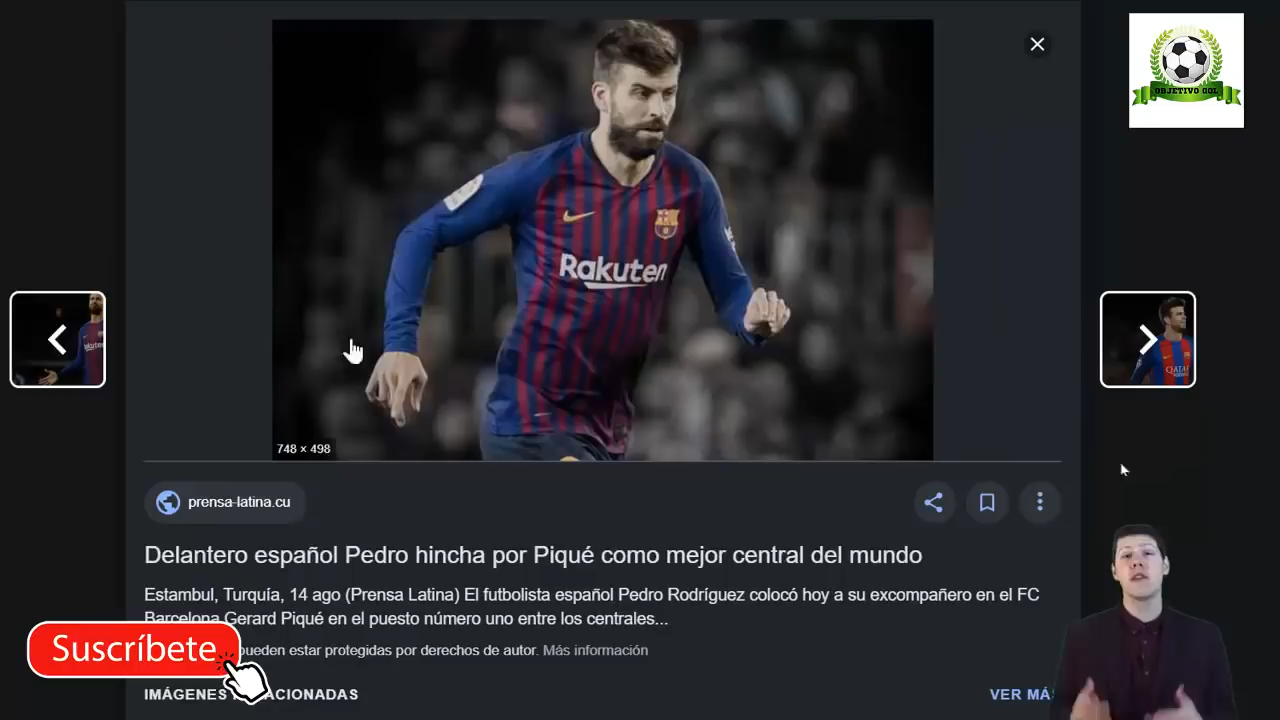 OBJETIVO GOL
Rakuten
Rakuten
QATAR
748 × 498
prensa-latina.cu
Delantero español Pedro hincha por Piqué como mejor central del mundo
Estambul, Turquía, 14 ago (Prensa Latina) El futbolista español Pedro Rodríguez colocó hoy a su excompañero en el FC
Barcelona Gerard Piqué en el puesto número uno entre los centrales...
Suscríbete
pueden estar protegidas por derechos de autor. Más información
IMÁGENES
ACIONADAS
VER MÁS